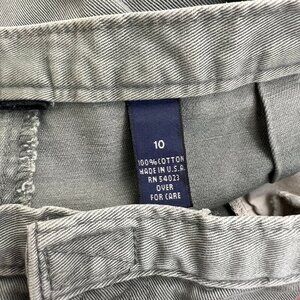 10
100% COTTON
MADE IN U.S.A.
RN 54023
OVER
FOR CARE